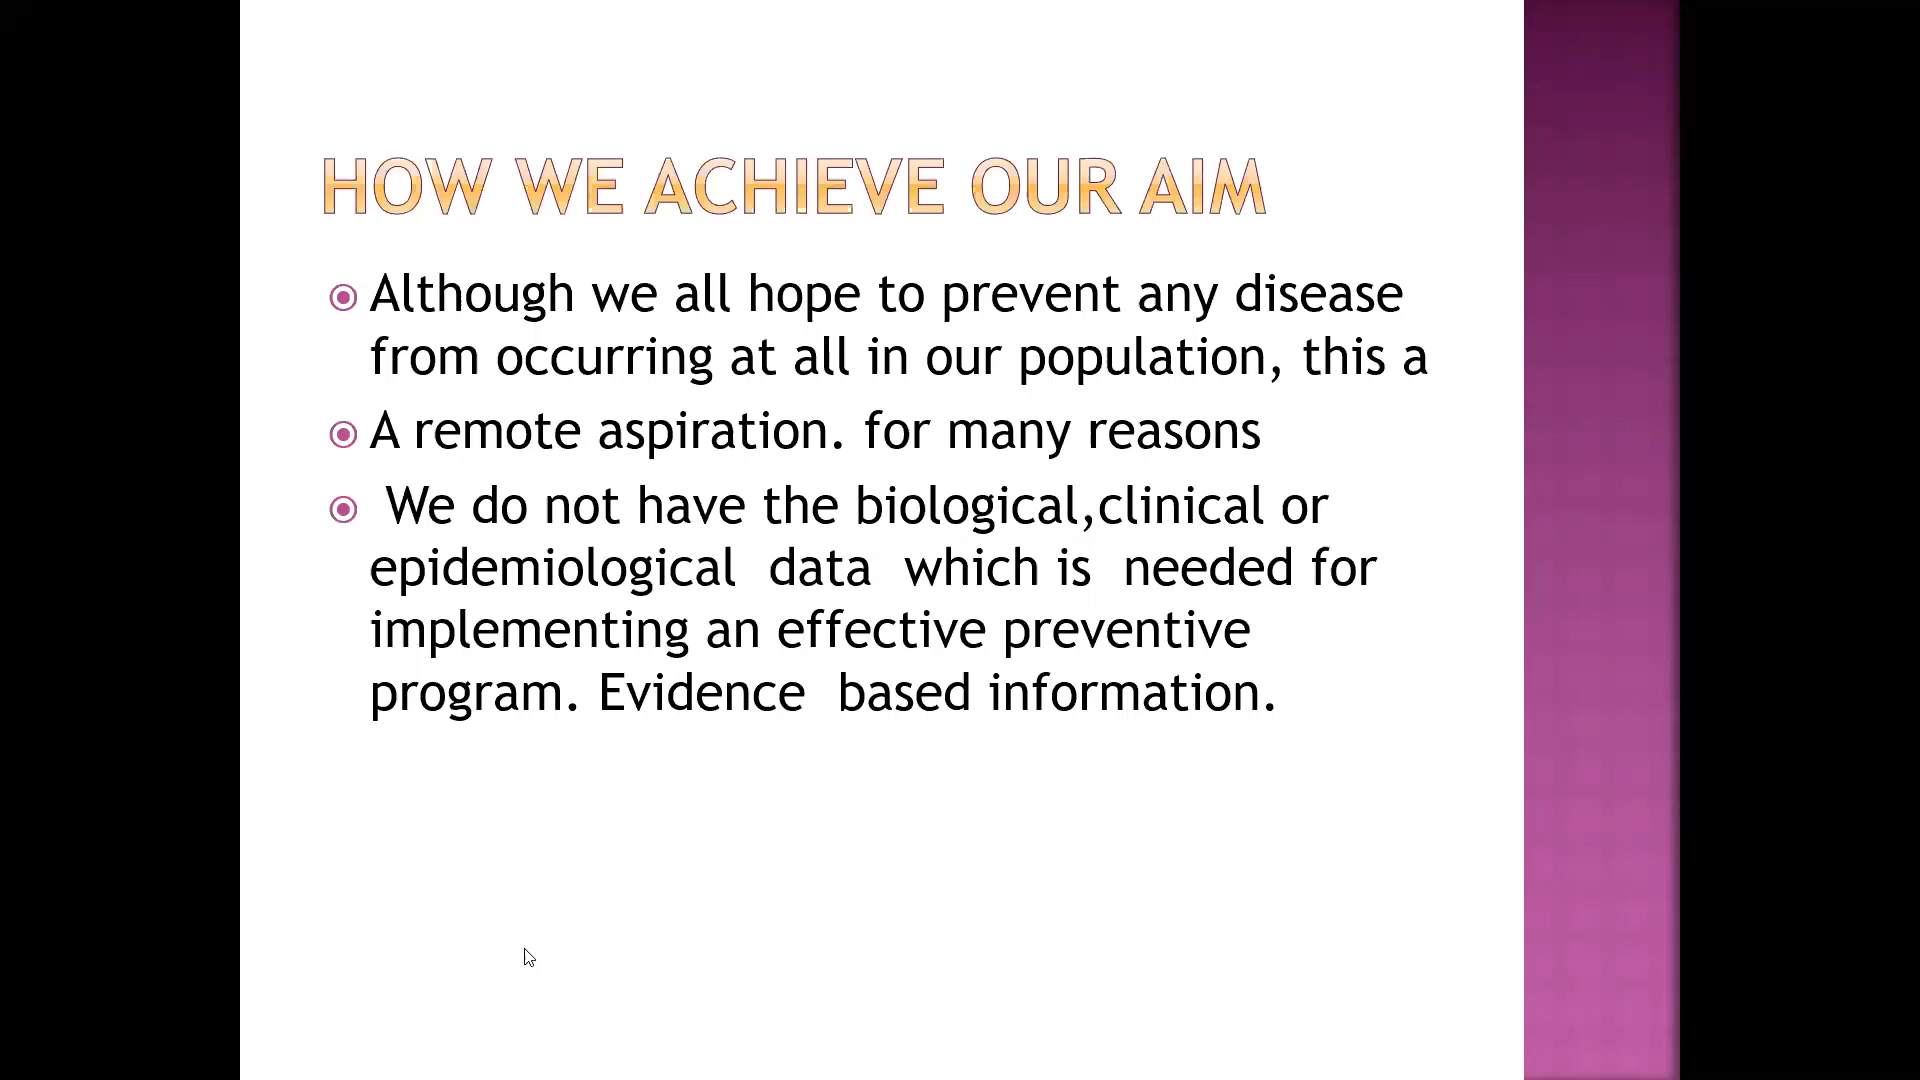 HOW WE ACHIEVE OUR AIM
Although we all hope to prevent any disease
from occurring at all in our population, this a
A remote aspiration. for many reasons
We do not have the biological,clinical or
epidemiological  data  which is  needed for
implementing an effective preventive
program. Evidence  based information.